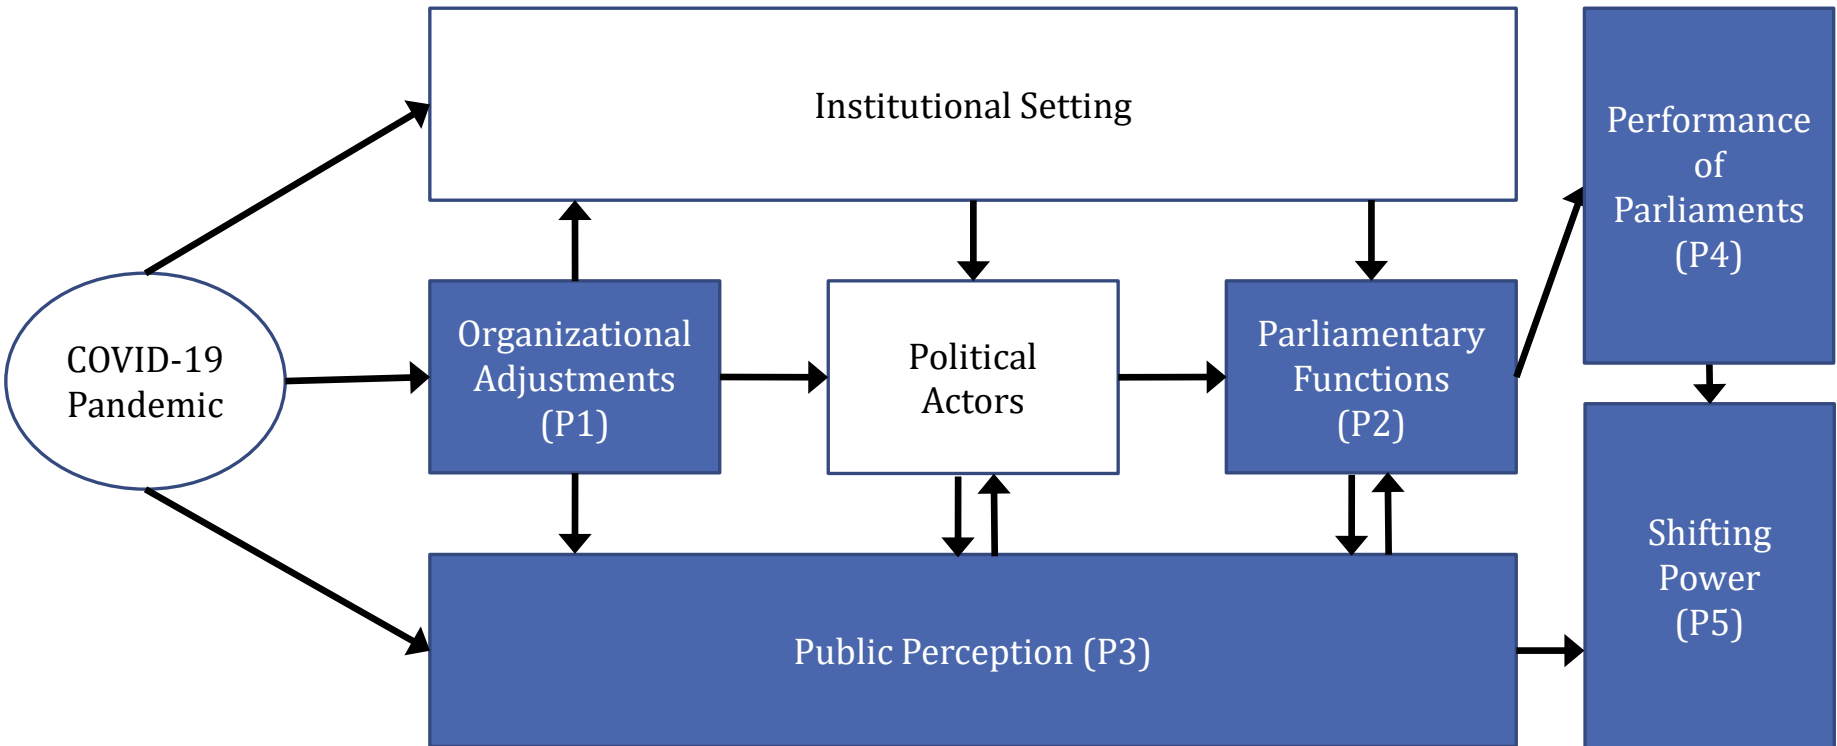 COVID-19
Pandemic
Institutional Setting
Organizational
Adjustments
(P1)
Political
Actors
Parliamentary
Functions
(P2)
Public Perception (P3)
Performance
of
Parliaments
(P4)
Shifting
Power
(P5)